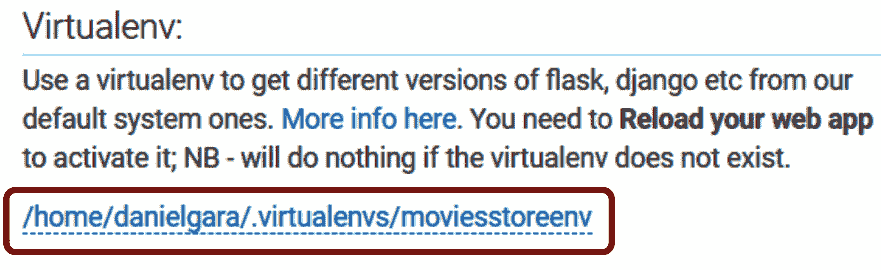 Virtualenv:
Use a virtualenv to get different versions of flask, django etc from our
default system ones. More info here. You need to Reload your web app
to activate it; NB - will do nothing if the virtualenv does not exist.
/home/danielgara/.virtualenvs/moviesstoreenv